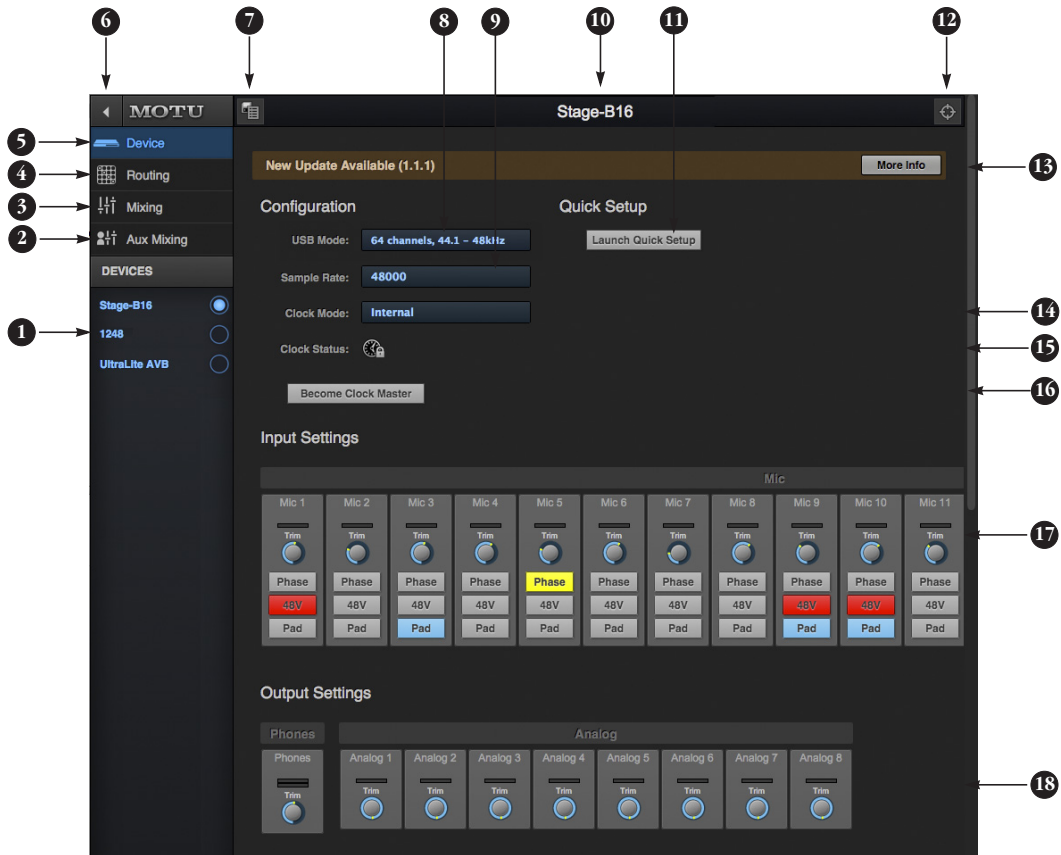 6 7 8 9 10 11 12
MOTU
Stage-B16
5 Device
4 Routing
3 Mixing
2 Aux Mixing
DEVICES
1
Stage-B16
1248
UltraLite AVB
New Update Available (1.1.1) More Info 13
Configuration Quick Setup
USB Mode: 64 channels, 44.1 – 48kHz Launch Quick Setup
Sample Rate: 48000
Clock Mode: Internal 14
Clock Status: 15
Become Clock Master 16
Input Settings
Mic
Mic 1 Mic 2 Mic 3 Mic 4 Mic 5 Mic 6 Mic 7 Mic 8 Mic 9 Mic 10 Mic 11
Trim Trim Trim Trim Trim Trim Trim Trim Trim Trim Trim 17
Phase Phase Phase Phase Phase Phase Phase Phase Phase Phase Phase
48V 48V 48V 48V 48V 48V 48V 48V 48V 48V 48V
Pad Pad Pad Pad Pad Pad Pad Pad Pad Pad Pad
Output Settings
Phones Analog
Phones Analog 1 Analog 2 Analog 3 Analog 4 Analog 5 Analog 6 Analog 7 Analog 8
Trim Trim Trim Trim Trim Trim Trim Trim Trim 18